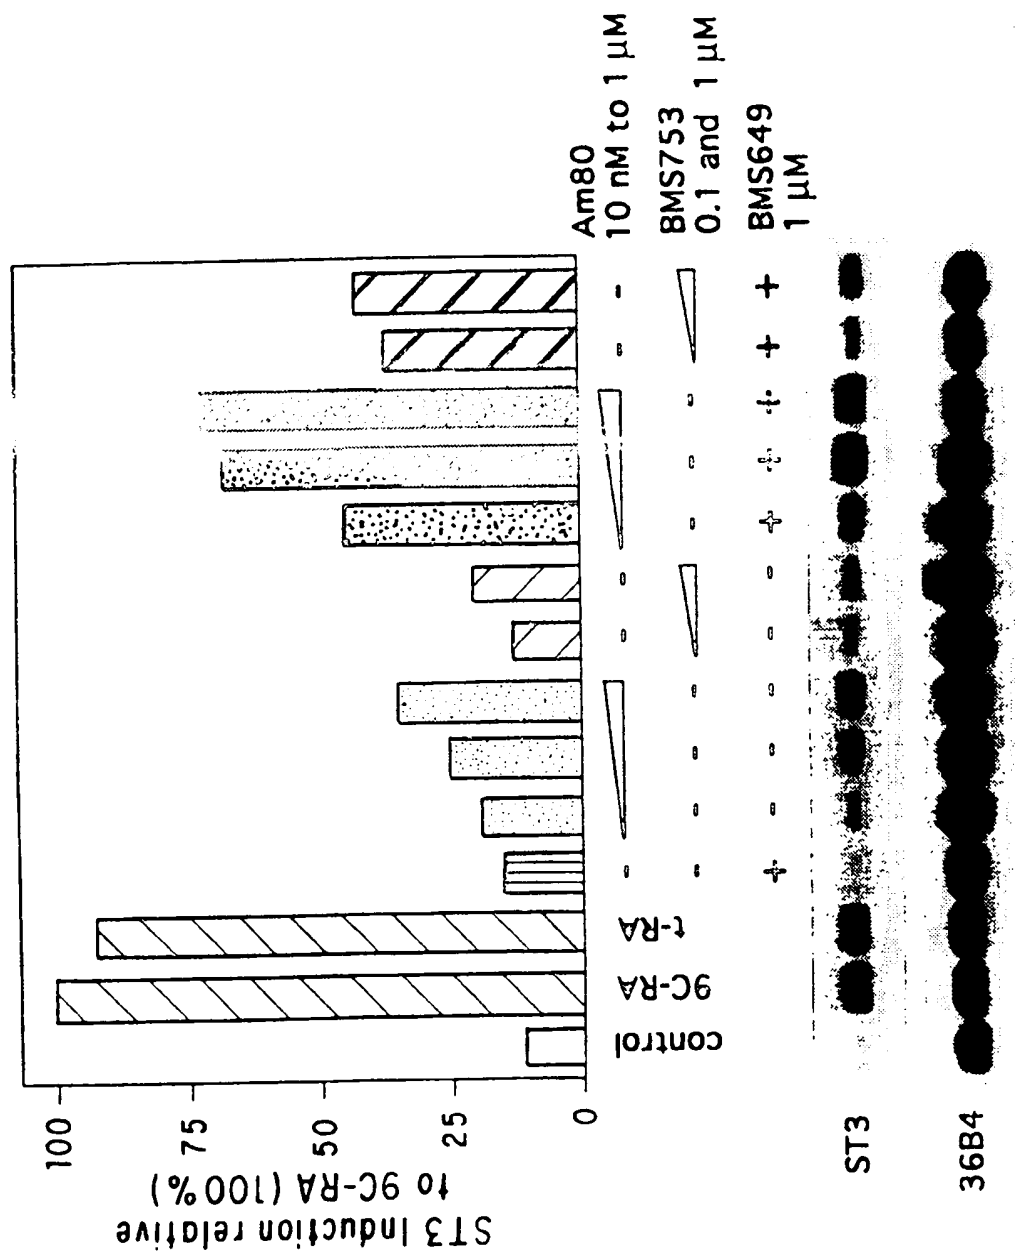 ST3 Induction relative
to 9C-RA (100%)
100
75
50
25
0
control
9C-RA
t-RA
Am80
10 nM to 1 μM
- - - - - - -
BMS753
0.1 and 1 μM
- - - - - - -
BMS649
1 μM
+ - - - - - + + + + +
ST3
36B4